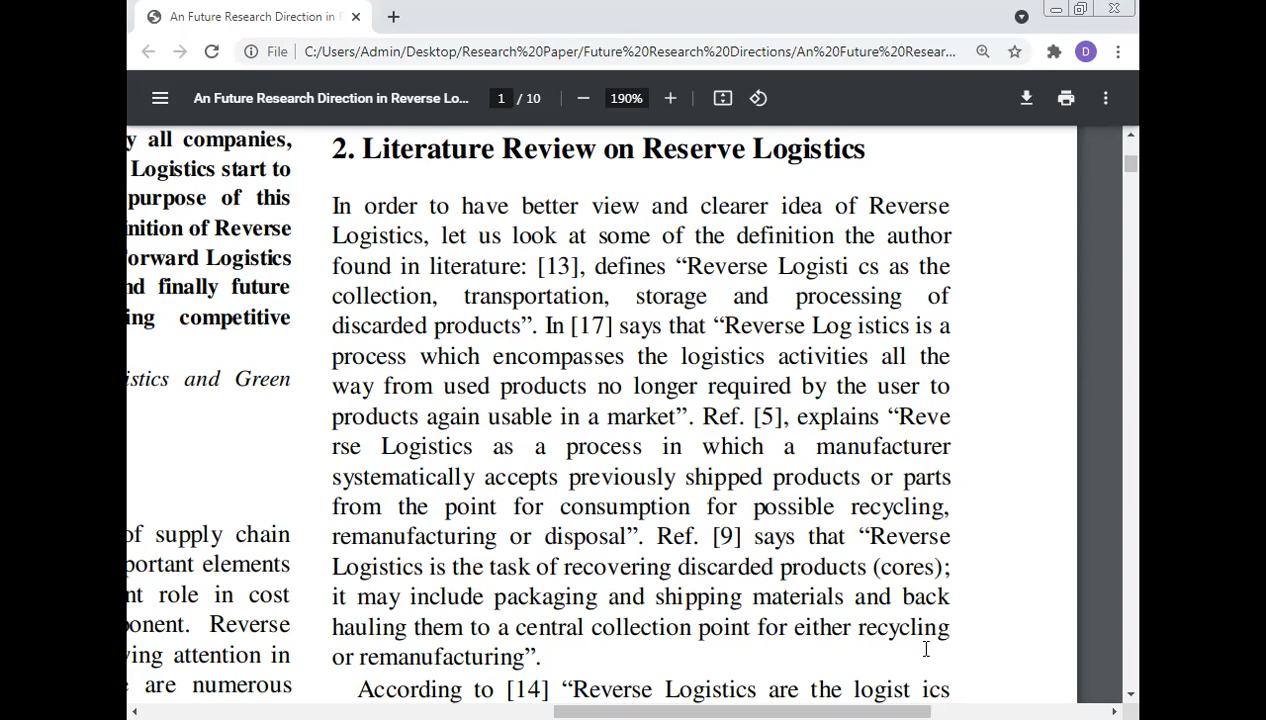 An Future Research Direction in R
File
C:/Users/Admin/Desktop/Research%20Paper/Future%20Research%20Directions/An%20Future%20Resear...
D
An Future Research Direction in Reverse Lo...
1 / 10
190%
y all companies,
Logistics start to
purpose of this
inition of Reverse
orward Logistics
nd finally future
ing competitive
istics and Green
of supply chain
portant elements
nt role in cost
onent. Reverse
ving attention in
e are numerous
2. Literature Review on Reserve Logistics
In order to have better view and clearer idea of Reverse
Logistics, let us look at some of the definition the author
found in literature: [13], defines “Reverse Logisti cs as the
collection, transportation, storage and processing of
discarded products”. In [17] says that “Reverse Log istics is a
process which encompasses the logistics activities all the
way from used products no longer required by the user to
products again usable in a market”. Ref. [5], explains “Reve
rse Logistics as a process in which a manufacturer
systematically accepts previously shipped products or parts
from the point for consumption for possible recycling,
remanufacturing or disposal”. Ref. [9] says that “Reverse
Logistics is the task of recovering discarded products (cores);
it may include packaging and shipping materials and back
hauling them to a central collection point for either recycling
or remanufacturing”.
According to [14] “Reverse Logistics are the logist ics